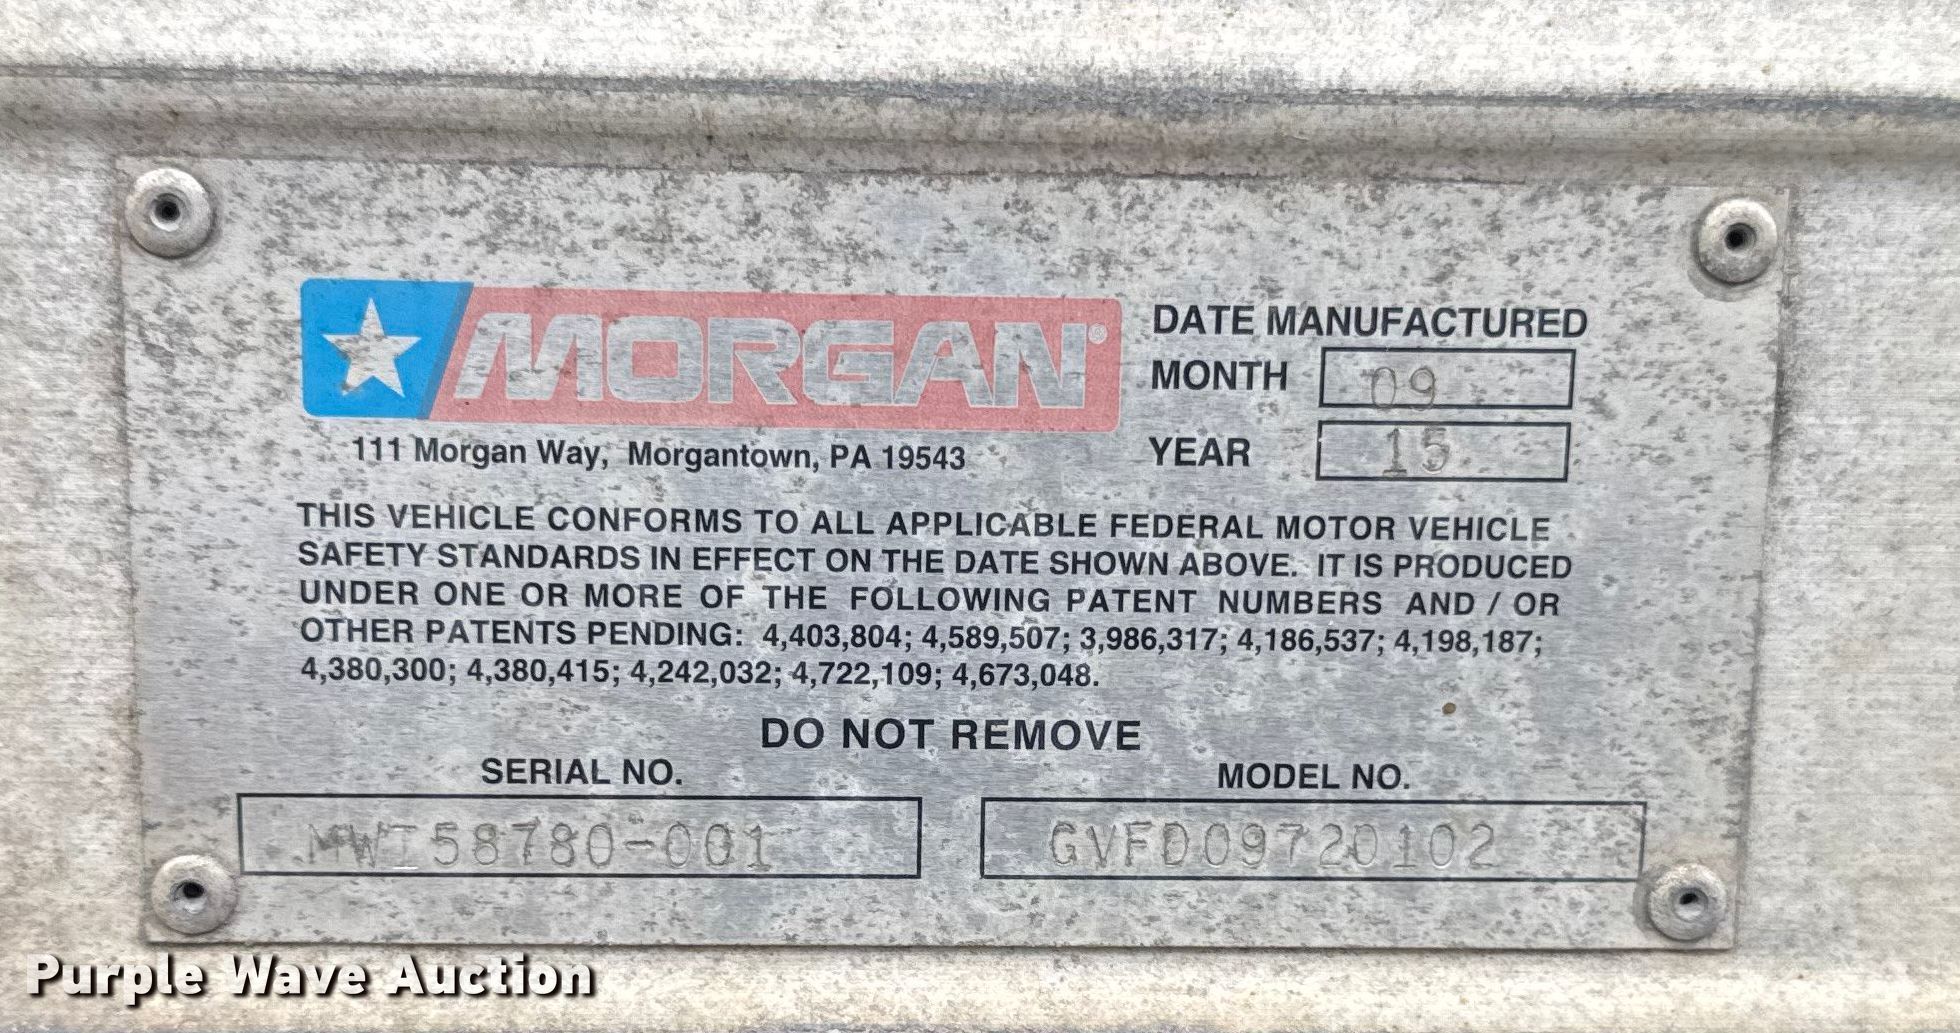 MORGAN®
DATE MANUFACTURED
MONTH 09
YEAR 15
111 Morgan Way, Morgantown, PA 19543
THIS VEHICLE CONFORMS TO ALL APPLICABLE FEDERAL MOTOR VEHICLE
SAFETY STANDARDS IN EFFECT ON THE DATE SHOWN ABOVE. IT IS PRODUCED
UNDER ONE OR MORE OF THE FOLLOWING PATENT NUMBERS AND / OR
OTHER PATENTS PENDING: 4,403,804; 4,589,507; 3,986,317; 4,186,537; 4,198,187;
4,380,300; 4,380,415; 4,242,032; 4,722,109; 4,673,048.
DO NOT REMOVE
SERIAL NO. MODEL NO.
MWI58780-001 GVFD09720102
Purple Wave Auction